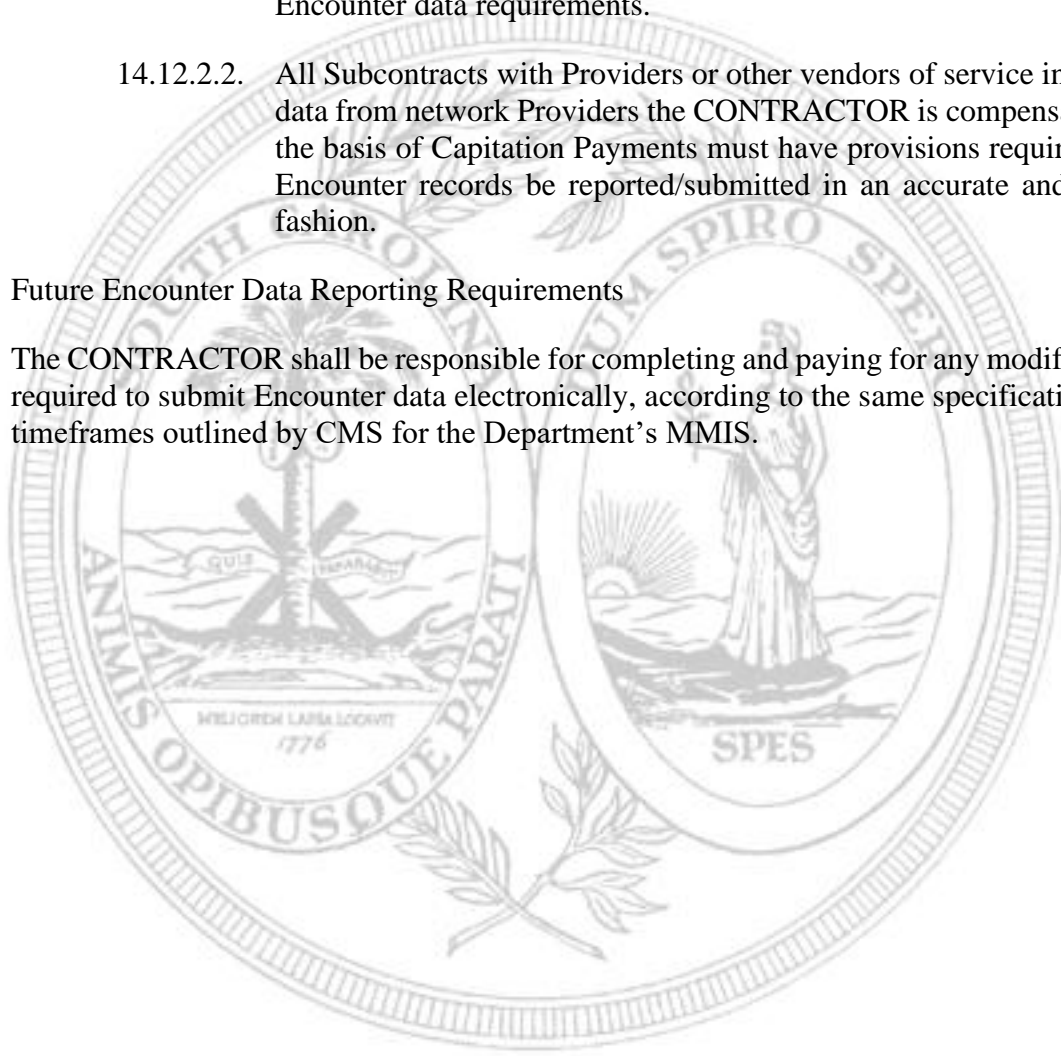 Encounter data requirements.
14.12.2.2. All Subcontracts with Providers or other vendors of service in
data from network Providers the CONTRACTOR is compens
the basis of Capitation Payments must have provisions requir
Encounter records be reported/submitted in an accurate and
fashion.
Future Encounter Data Reporting Requirements
The CONTRACTOR shall be responsible for completing and paying for any modif
required to submit Encounter data electronically, according to the same specificati
timeframes outlined by CMS for the Department’s MMIS.
SOUTH CAROLINA
DUM SPIRO SPERO
QUIS
SEPARABIT
MELIOREM LAPSA LOCAVIT
1776
ANIMIS OPIBUSQUE PARATI
SPES